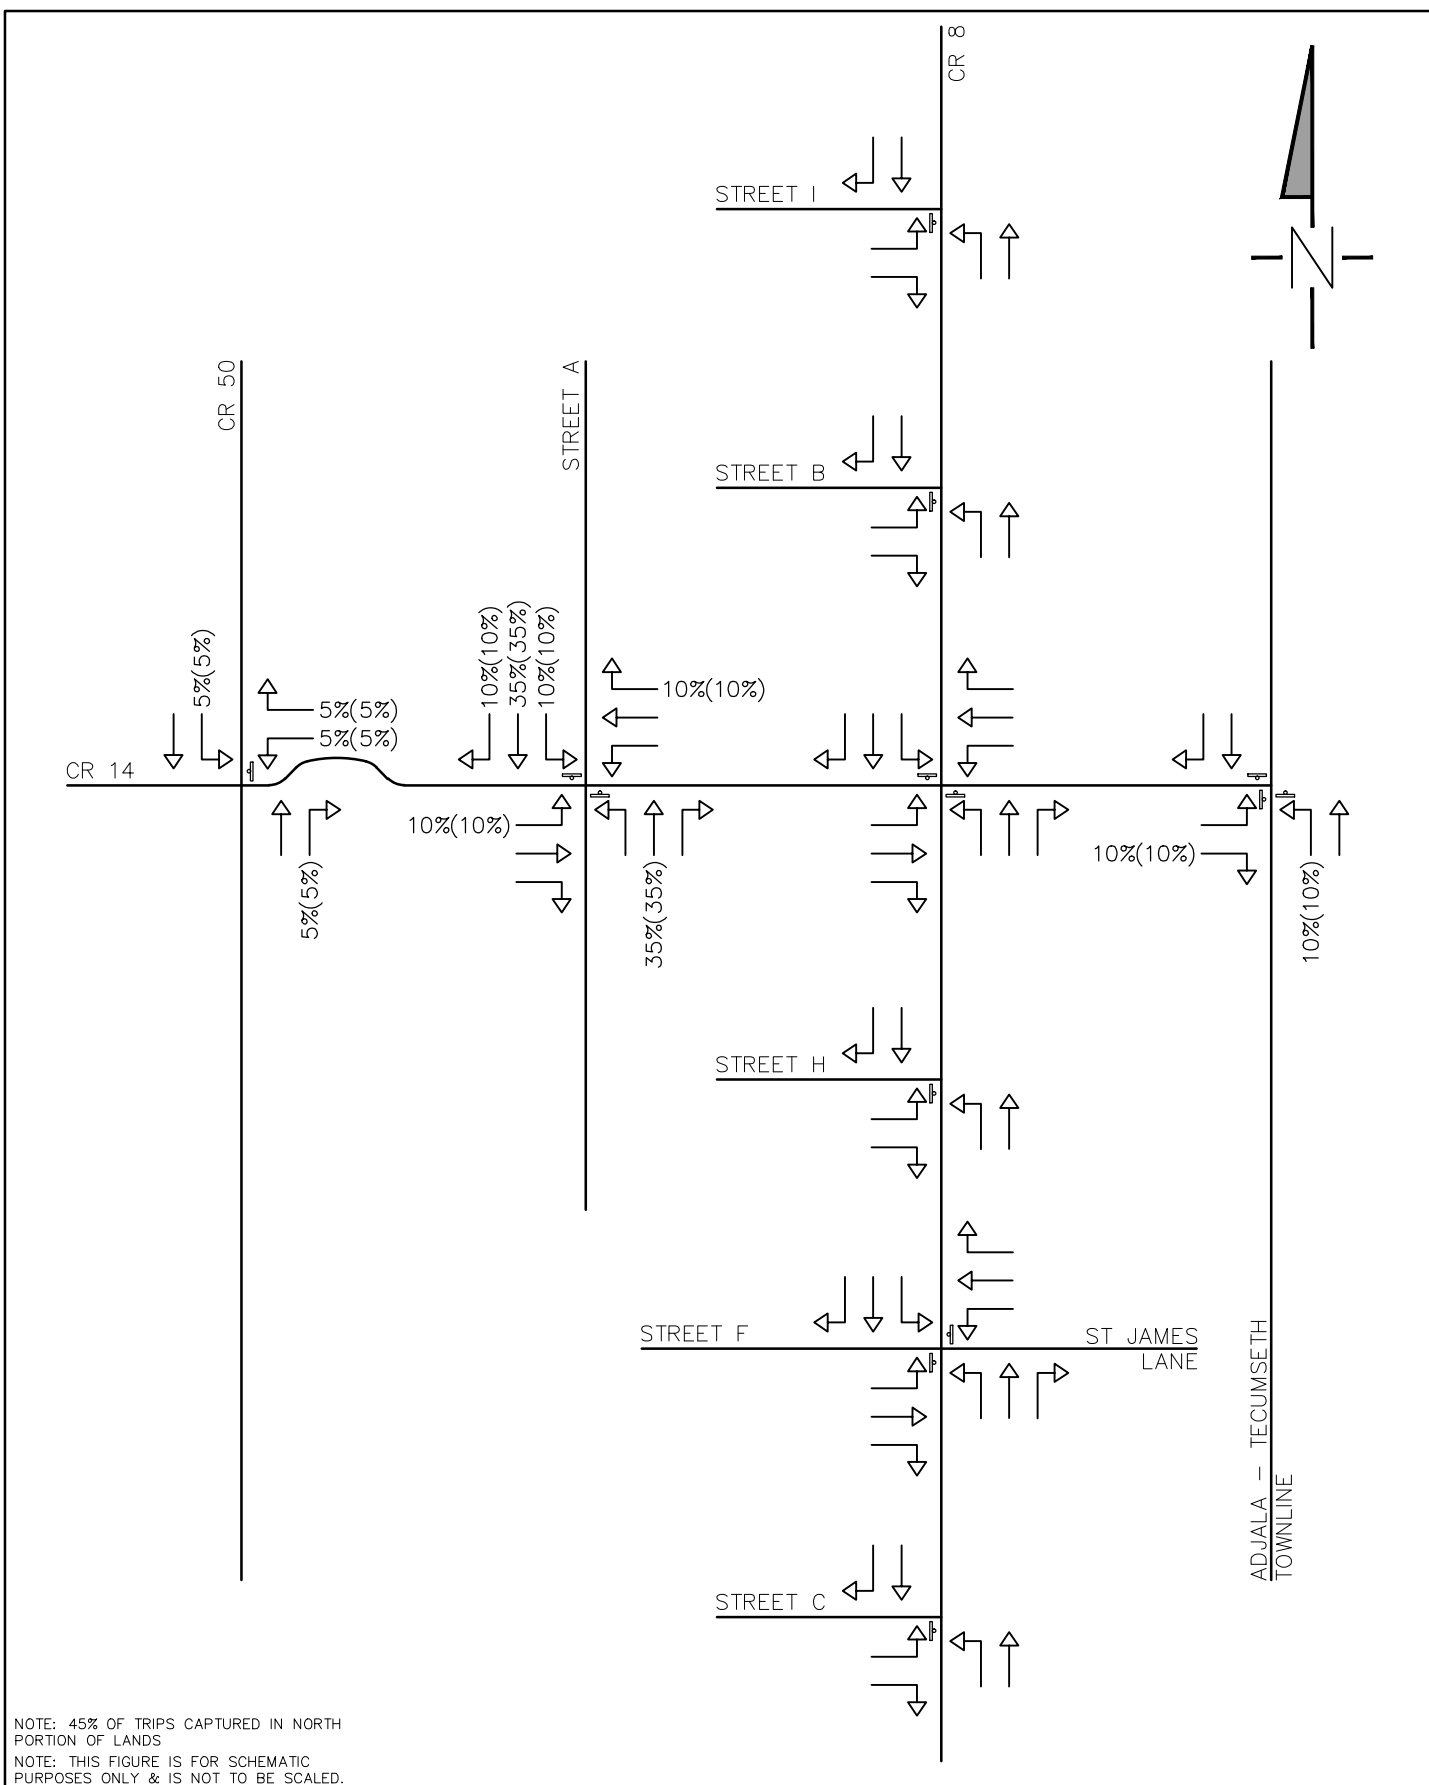 CR 8
STREET I
N
CR 50
STREET A
STREET B
5%(5%)
10%(10%)
35%(35%)
10%(10%)
10%(10%)
5%(5%)
5%(5%)
CR 14
10%(10%)
10%(10%)
5%(5%)
35%(35%)
10%(10%)
STREET H
STREET F
ST JAMES
LANE
ADJALA - TECUMSETH
TOWNLINE
STREET C
NOTE: 45% OF TRIPS CAPTURED IN NORTH
PORTION OF LANDS
NOTE: THIS FIGURE IS FOR SCHEMATIC
PURPOSES ONLY & IS NOT TO BE SCALED.